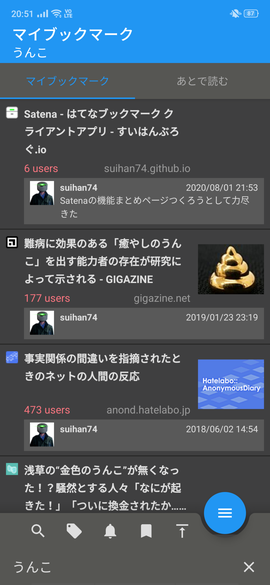 20:51
87
マイブックマーク
うんこ
マイブックマーク
あとで読む
Satena - はてなブックマーク ク
ライアントアプリ - すいはんぶろ
ぐ.io
6 users
suihan74.github.io
suihan74
2020/08/01 21:53
Satenaの機能まとめページつくろうとして力尽
きた
難病に効果のある「癒やしのうん
こ」を出す能力者の存在が研究に
よって示される - GIGAZINE
177 users
gigazine.net
suihan74
2019/01/23 23:19
事実関係の間違いを指摘されたと
きのネットの人間の反応
Hatelabo::
AnonymousDiary
473 users
anond.hatelabo.jp
suihan74
2018/06/02 14:54
浅草の"金色のうんこ"が無くなっ
た！？騒然とする人々「なにが起
きた！」「ついに換金されたか……
うんこ